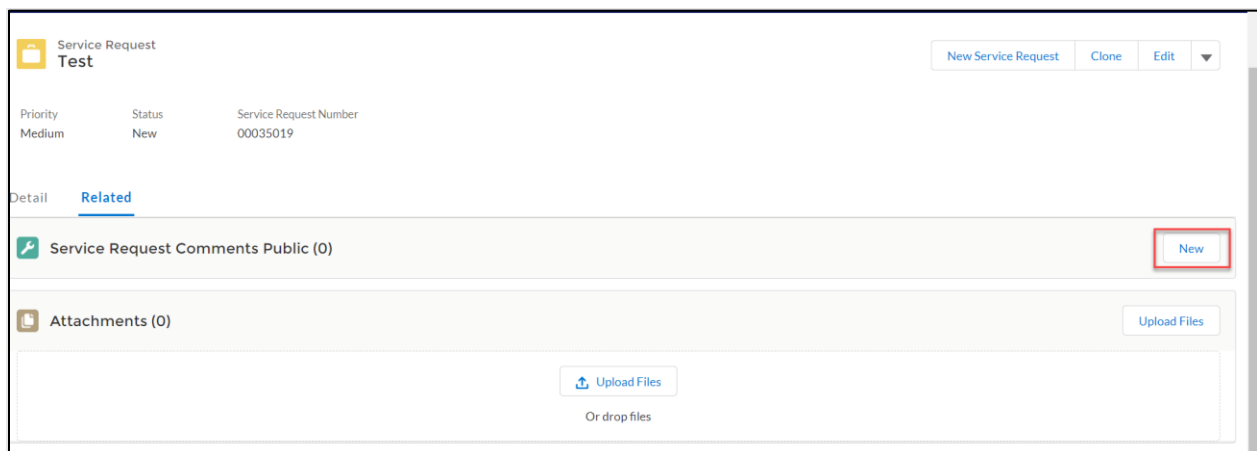 Service Request
Test
New Service Request Clone Edit
Priority Status Service Request Number
Medium New 00035019
Detail Related
Service Request Comments Public (0) New
Attachments (0) Upload Files
Upload Files
Or drop files